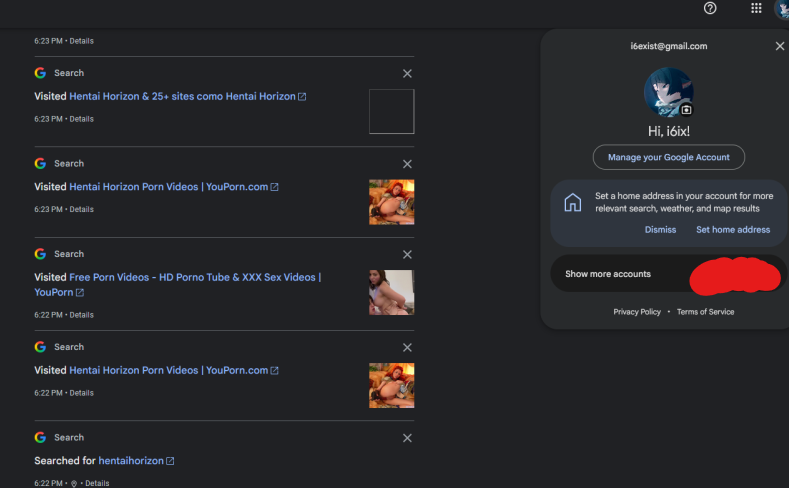 6:23 PM • Details
Search
Visited Hentai Horizon & 25+ sites como Hentai Horizon
6:23 PM • Details
Search
Visited Hentai Horizon Porn Videos | YouPorn.com
6:23 PM • Details
Search
Visited Free Porn Videos - HD Porno Tube & XXX Sex Videos |
YouPorn
6:22 PM • Details
Search
Visited Hentai Horizon Porn Videos | YouPorn.com
6:22 PM • Details
Search
Searched for hentaihorizon
6:22 PM • Details
i6exist@gmail.com
Hi, i6ix!
Manage your Google Account
Set a home address in your account for more
relevant search, weather, and map results
Dismiss Set home address
Show more accounts
Privacy Policy • Terms of Service